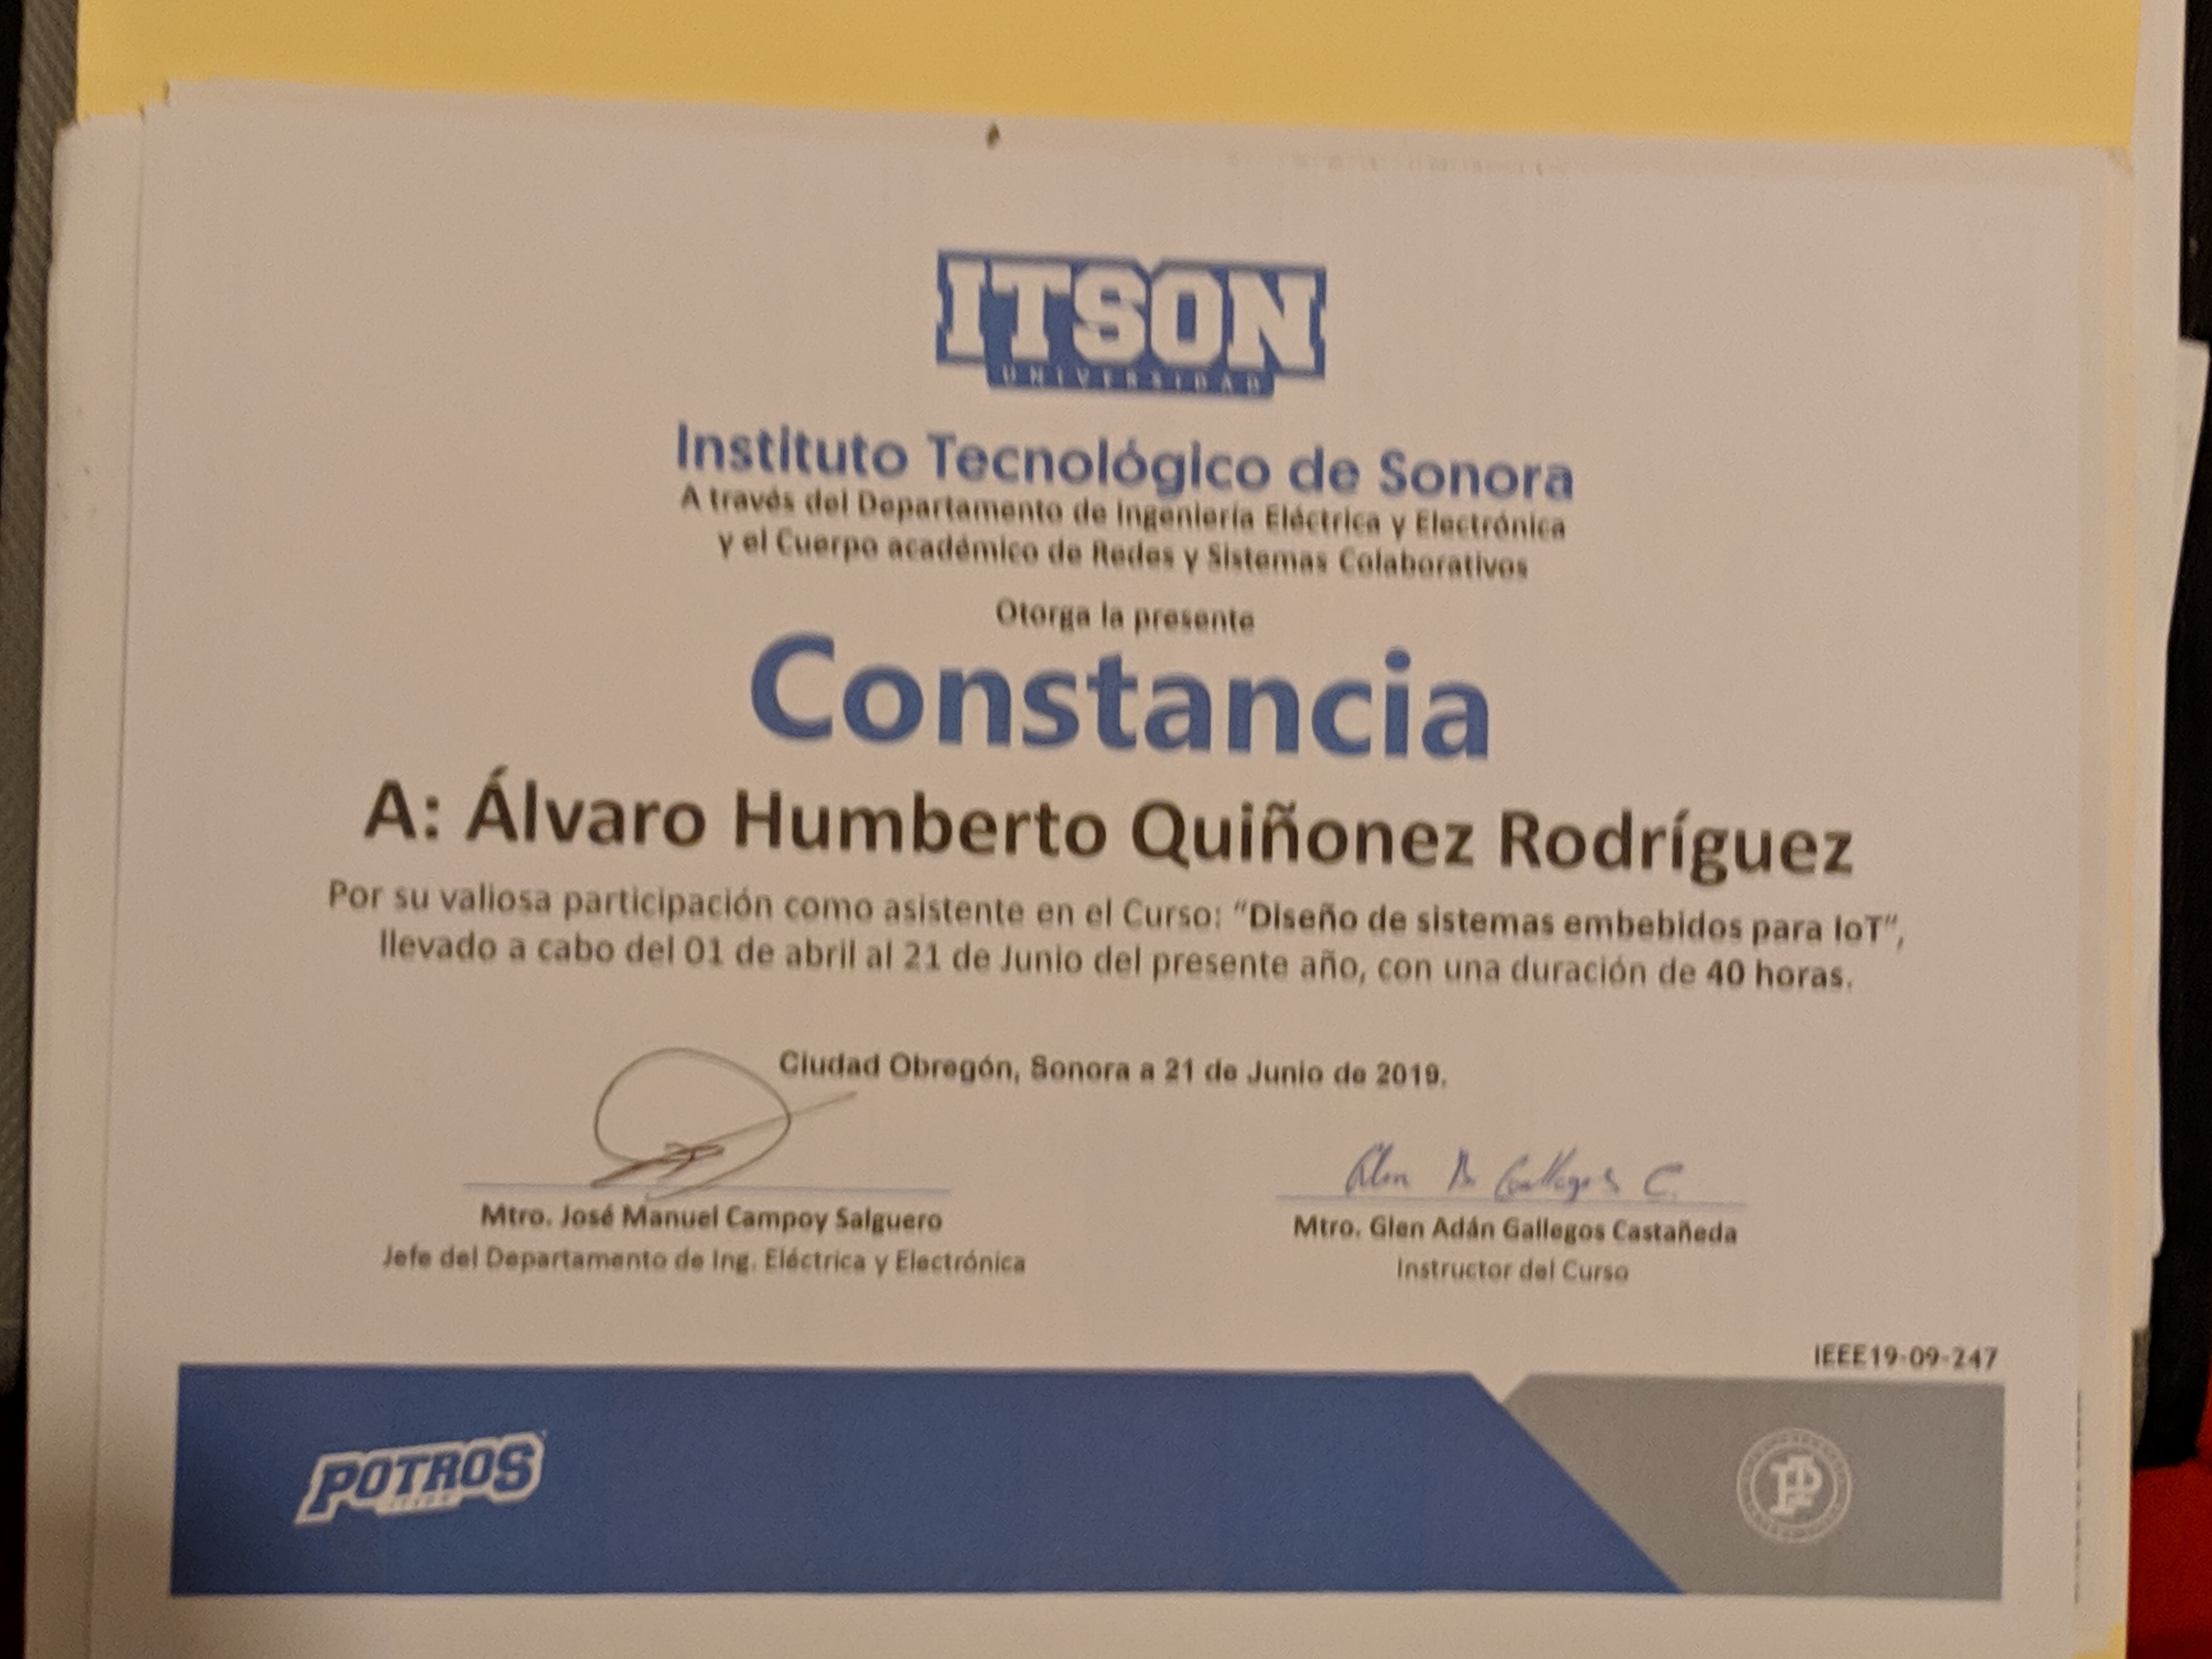 ITSON
UNIVERSIDAD
Instituto Tecnológico de Sonora
A través del Departamento de Ingeniería Eléctrica y Electrónica
y el Cuerpo académico de Redes y Sistemas Colaborativos
Otorga la presente
Constancia
A: Álvaro Humberto Quiñonez Rodríguez
Por su valiosa participación como asistente en el Curso: “Diseño de sistemas embebidos para IoT”,
llevado a cabo del 01 de abril al 21 de Junio del presente año, con una duración de 40 horas.
Ciudad Obregón, Sonora a 21 de Junio de 2019.
Glen A. Gallegos C.
Mtro. José Manuel Campoy Salguero
Jefe del Departamento de Ing. Eléctrica y Electrónica
Mtro. Glen Adán Gallegos Castañeda
Instructor del Curso
IEEE19-09-247
POTROS
ITSON